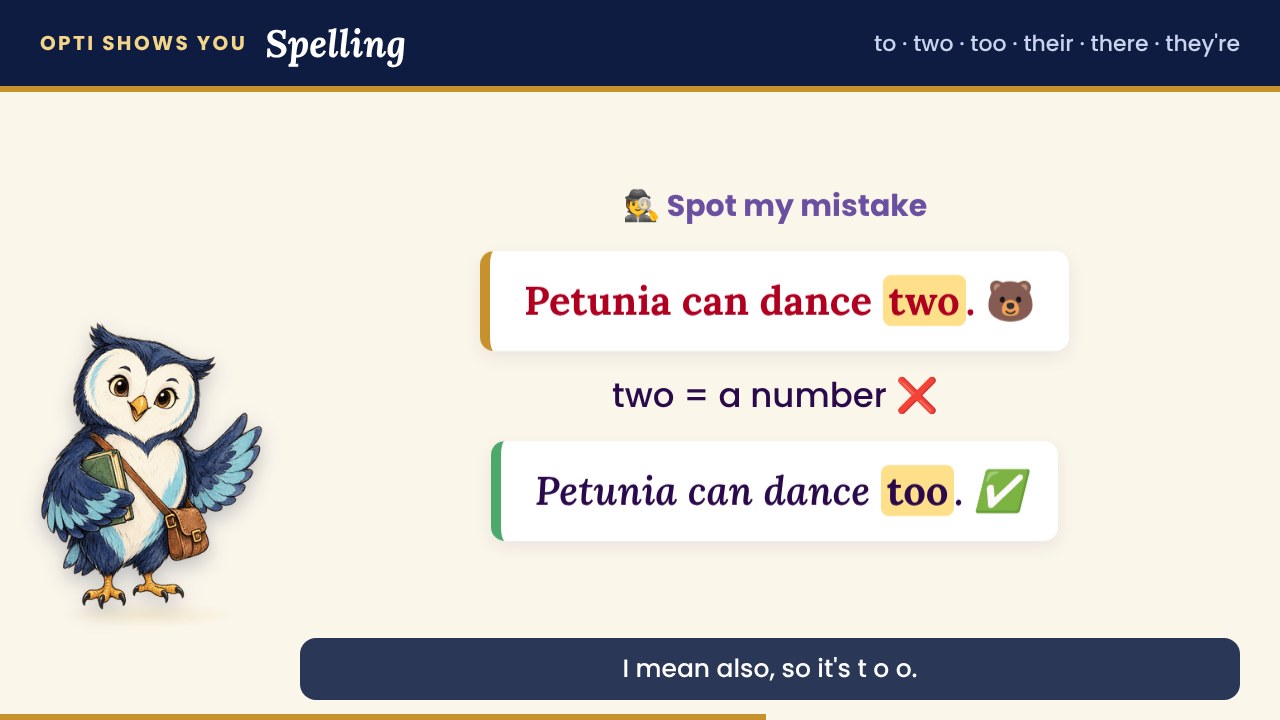 OPTI SHOWS YOU Spelling
to · two · too · their · there · they're
🕵️ Spot my mistake
Petunia can dance two. 🐻
two = a number ❌
Petunia can dance too. ✅
I mean also, so it's t o o.